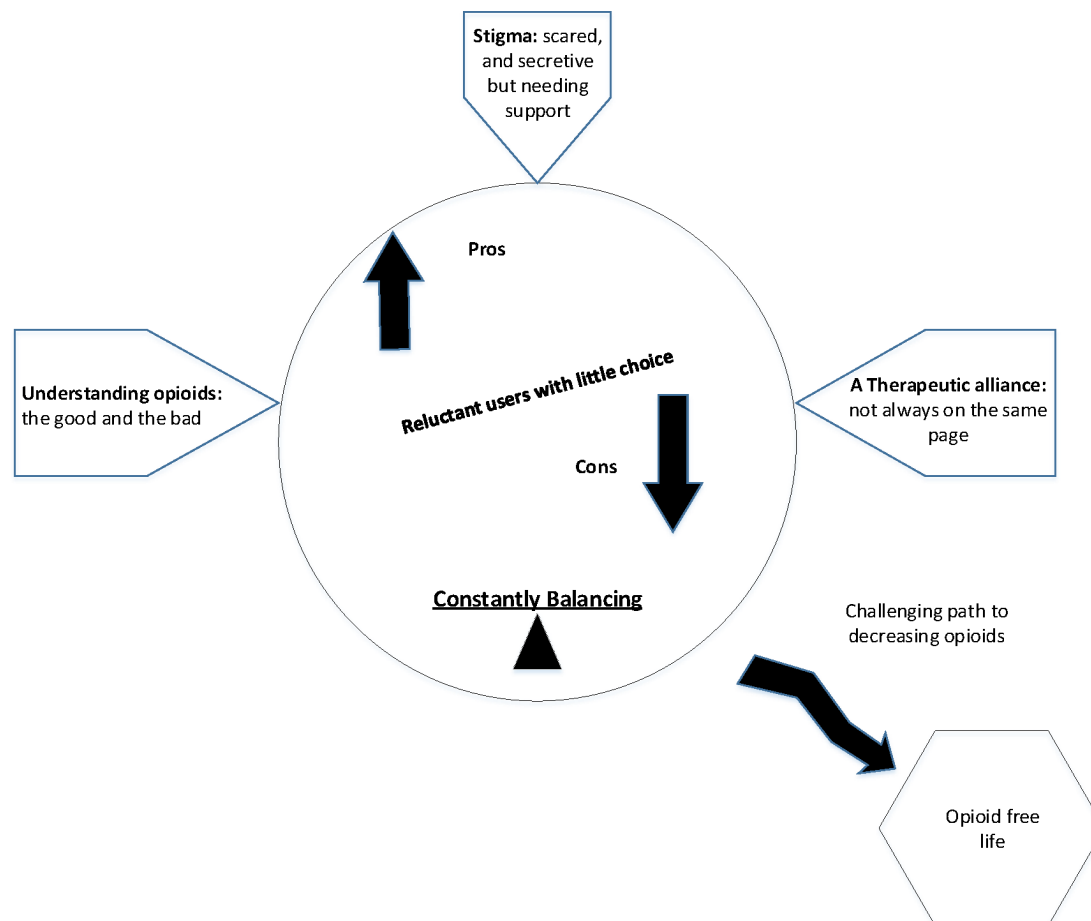 Stigma: scared,
and secretive
but needing
support
Pros
Reluctant users with little choice
Understanding opioids:
the good and the bad
A Therapeutic alliance:
not always on the same
page
Cons
Constantly Balancing
Challenging path to
decreasing opioids
Opioid free
life